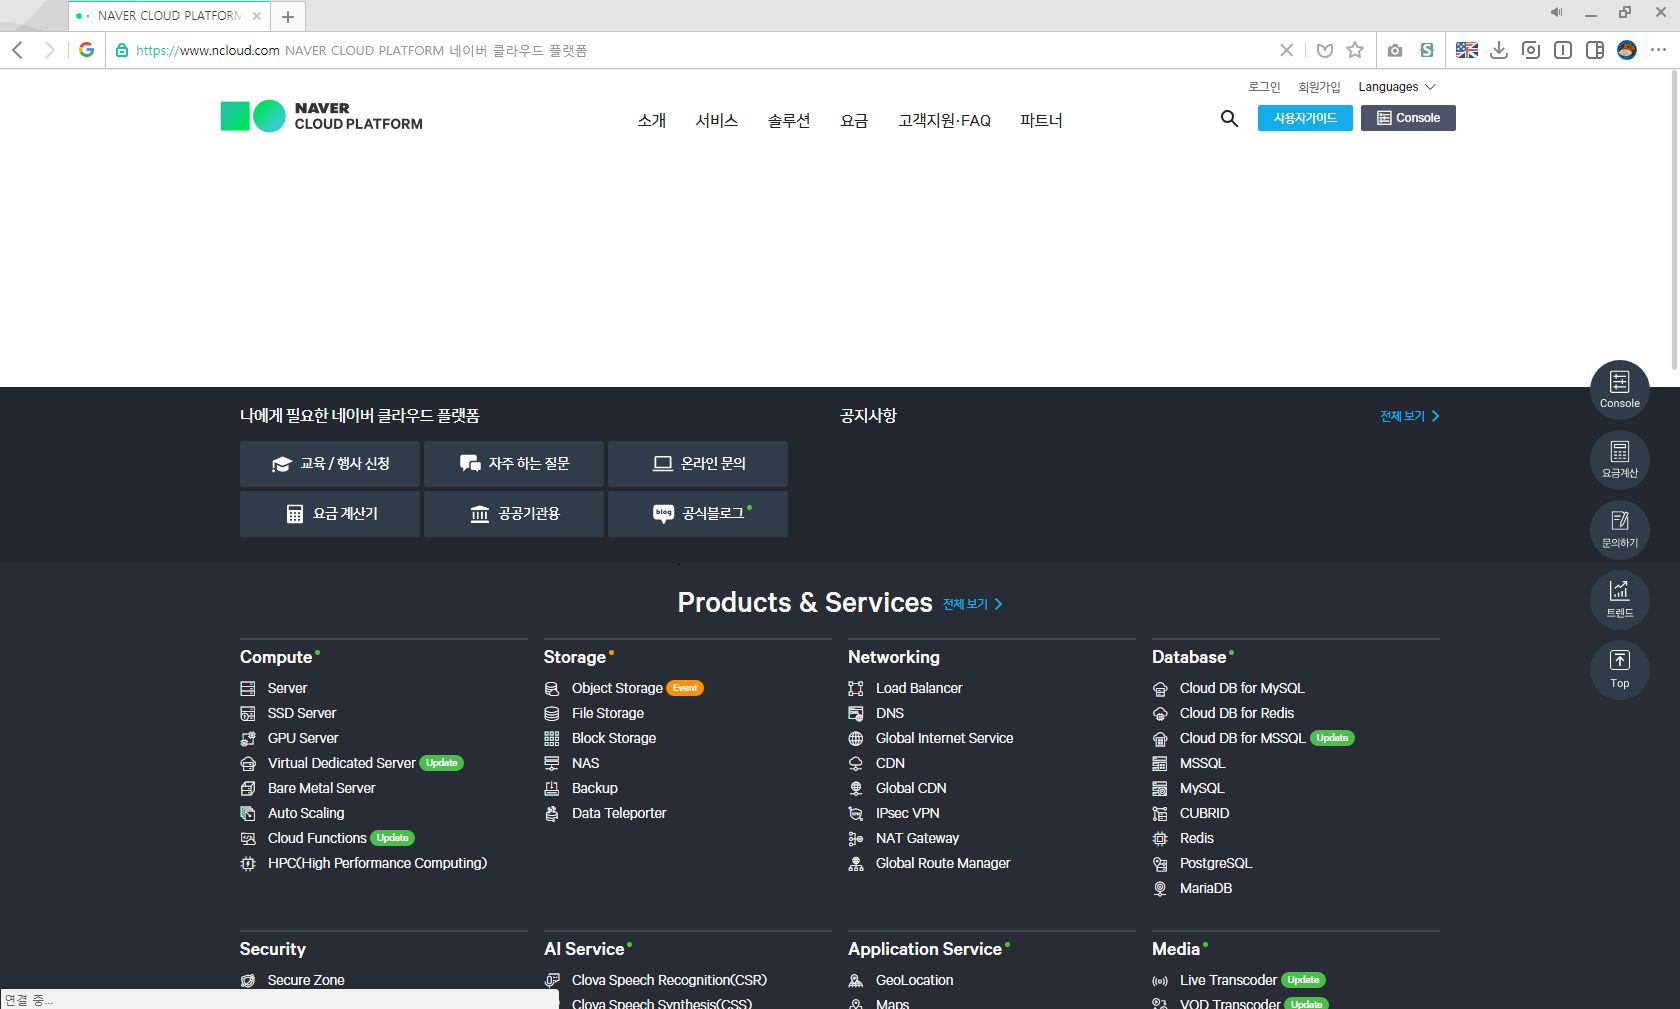 NAVER CLOUD PLATFORM
https://www.ncloud.com NAVER CLOUD PLATFORM 네이버 클라우드 플랫폼
로그인 회원가입 Languages
NAVER
CLOUD PLATFORM
소개 서비스 솔루션 요금 고객지원·FAQ 파트너
사용자가이드 Console
나에게 필요한 네이버 클라우드 플랫폼
교육 / 행사 신청 자주 하는 질문 온라인 문의
요금 계산기 공공기관용 blog 공식블로그
공지사항 전체 보기
Console
요금계산
문의하기
트렌드
Top
Products & Services 전체 보기
Compute
Server
SSD Server
GPU Server
Virtual Dedicated Server Update
Bare Metal Server
Auto Scaling
Cloud Functions Update
HPC(High Performance Computing)
Storage
Object Storage Event
File Storage
Block Storage
NAS
Backup
Data Teleporter
Networking
Load Balancer
DNS
Global Internet Service
CDN
Global CDN
IPsec VPN
NAT Gateway
Global Route Manager
Database
Cloud DB for MySQL
Cloud DB for Redis
Cloud DB for MSSQL Update
MSSQL
MySQL
CUBRID
Redis
PostgreSQL
MariaDB
Security
Secure Zone
AI Service
Clova Speech Recognition(CSR)
Clova Speech Synthesis(CSS)
Application Service
GeoLocation
Maps
Media
Live Transcoder Update
VOD Transcoder Update
연결 중...